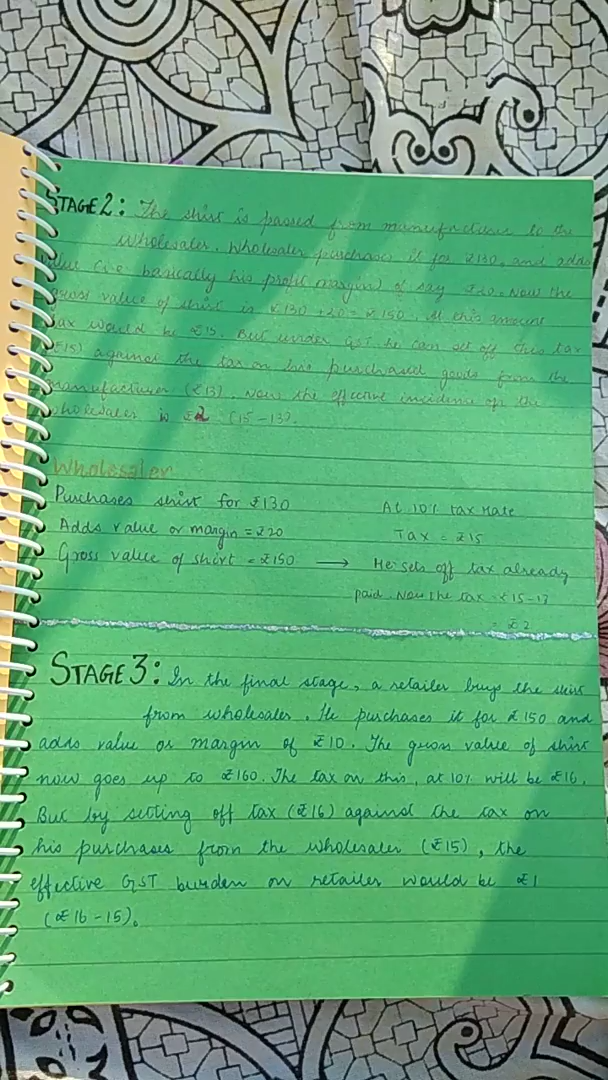 STAGE 2: The shirt is passed from manufacturer to the
Wholesaler. Wholesaler purchases it for ₹130, and adds
value (i.e. basically his profit margin) of say ₹20. Now the
gross value of shirt is ₹130 + 20 = ₹150. At this amount
tax would be ₹15. But under GST he can set off this tax
(₹15) against the tax on his purchased goods from the
manufacturer (₹13). Now the effective incidence on the
wholesaler is ₹2 (15-13).
Wholesaler
Purchases shirt for ₹130
Adds value or margin = ₹20
Gross value of shirt = ₹150 →
At 10% tax rate
Tax = ₹15
He sets off tax already
paid. Now the tax = ₹15-13
= ₹2
STAGE 3: In the final stage, a retailer buys the shirt
from wholesaler. He purchases it for ₹150 and
adds value or margin of ₹10. The gross value of shirt
now goes up to ₹160. The tax on this, at 10% will be ₹16.
But by setting off tax (₹16) against the tax on
his purchases from the wholesaler (₹15), the
effective GST burden on retailer would be ₹1
(₹16-15).